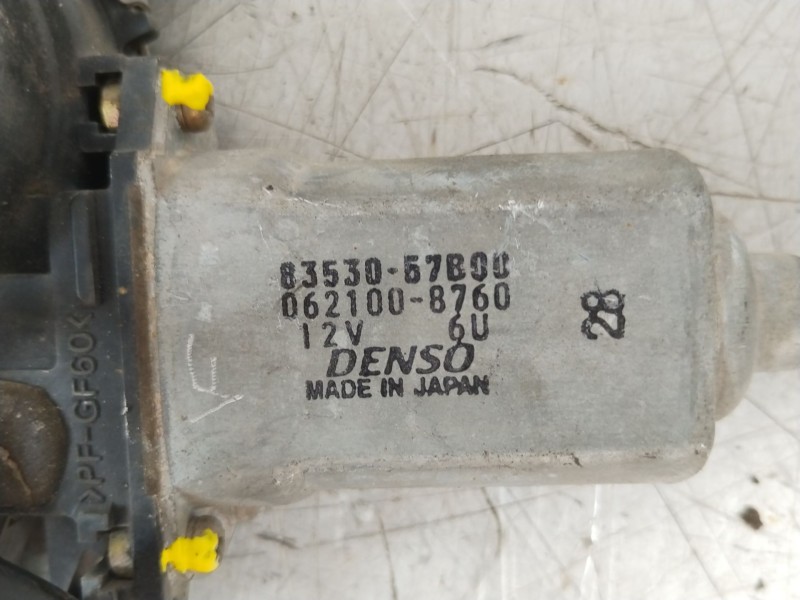 83530-57B00
062100-8760
12V 6U
DENSO
MADE IN JAPAN
28
>PF-GF60<